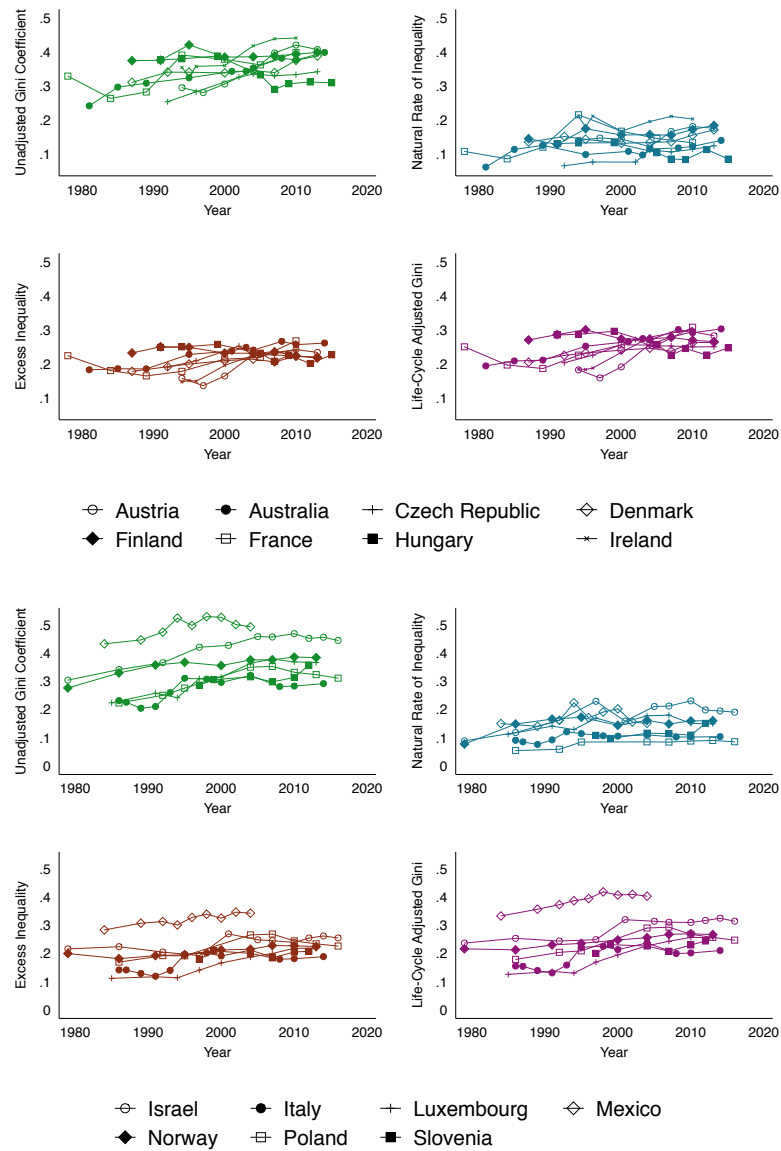 Unadjusted Gini Coefficient
.5
.4
.3
.2
.1
1980 1990 2000 2010 2020
Year
Natural Rate of Inequality
.5
.4
.3
.2
.1
1980 1990 2000 2010 2020
Year
Excess Inequality
.5
.4
.3
.2
.1
1980 1990 2000 2010 2020
Year
Life-Cycle Adjusted Gini
.5
.4
.3
.2
.1
1980 1990 2000 2010 2020
Year
Austria Australia Czech Republic Denmark
Finland France Hungary Ireland
Unadjusted Gini Coefficient
.5
.4
.3
.2
.1
0
1980 1990 2000 2010 2020
Year
Natural Rate of Inequality
.5
.4
.3
.2
.1
0
1980 1990 2000 2010 2020
Year
Excess Inequality
.5
.4
.3
.2
.1
0
1980 1990 2000 2010 2020
Year
Life-Cycle Adjusted Gini
.5
.4
.3
.2
.1
0
1980 1990 2000 2010 2020
Year
Israel Italy Luxembourg Mexico
Norway Poland Slovenia